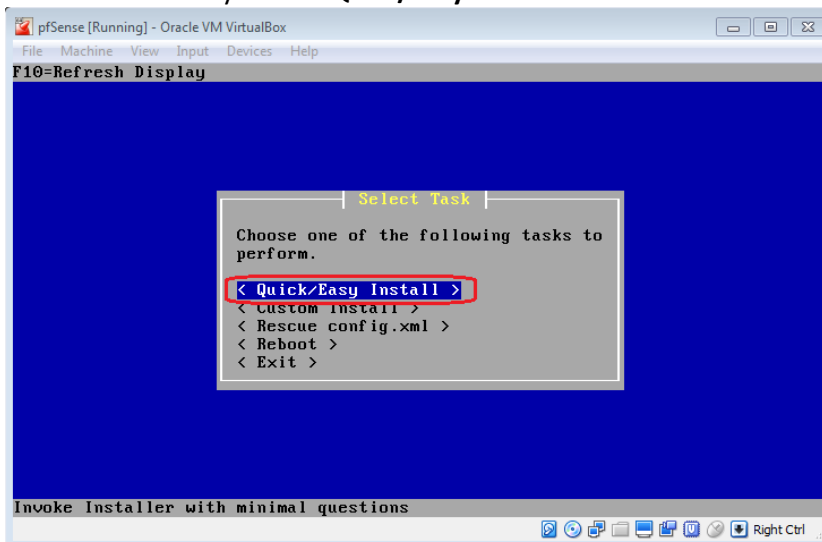 pfSense [Running] - Oracle VM VirtualBox
File Machine View Input Devices Help
F10=Refresh Display
Select Task
Choose one of the following tasks to
perform.
< Quick/Easy Install >
< Custom Install >
< Rescue config.xml >
< Reboot >
< Exit >
Invoke Installer with minimal questions
Right Ctrl